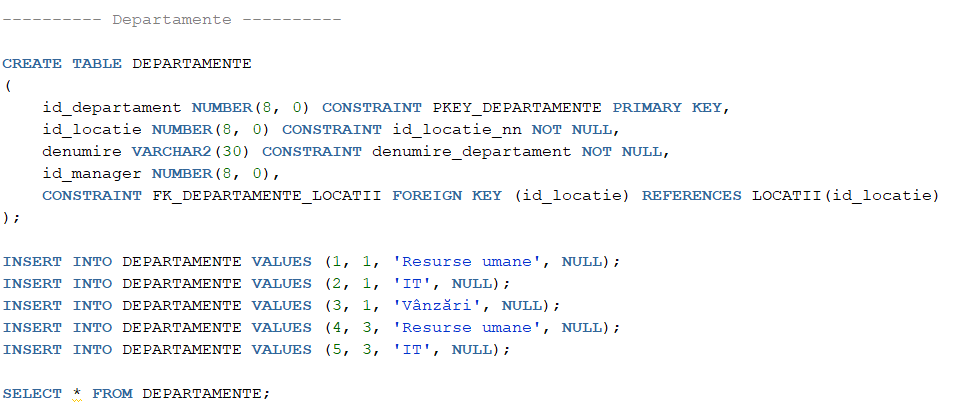 ---------- Departamente ----------
CREATE TABLE DEPARTAMENTE
(
    id_departament NUMBER(8, 0) CONSTRAINT PKEY_DEPARTAMENTE PRIMARY KEY,
    id_locatie NUMBER(8, 0) CONSTRAINT id_locatie_nn NOT NULL,
    denumire VARCHAR2(30) CONSTRAINT denumire_departament NOT NULL,
    id_manager NUMBER(8, 0),
    CONSTRAINT FK_DEPARTAMENTE_LOCATII FOREIGN KEY (id_locatie) REFERENCES LOCATII(id_locatie)
);
INSERT INTO DEPARTAMENTE VALUES (1, 1, 'Resurse umane', NULL);
INSERT INTO DEPARTAMENTE VALUES (2, 1, 'IT', NULL);
INSERT INTO DEPARTAMENTE VALUES (3, 1, 'Vânzări', NULL);
INSERT INTO DEPARTAMENTE VALUES (4, 3, 'Resurse umane', NULL);
INSERT INTO DEPARTAMENTE VALUES (5, 3, 'IT', NULL);
SELECT * FROM DEPARTAMENTE;